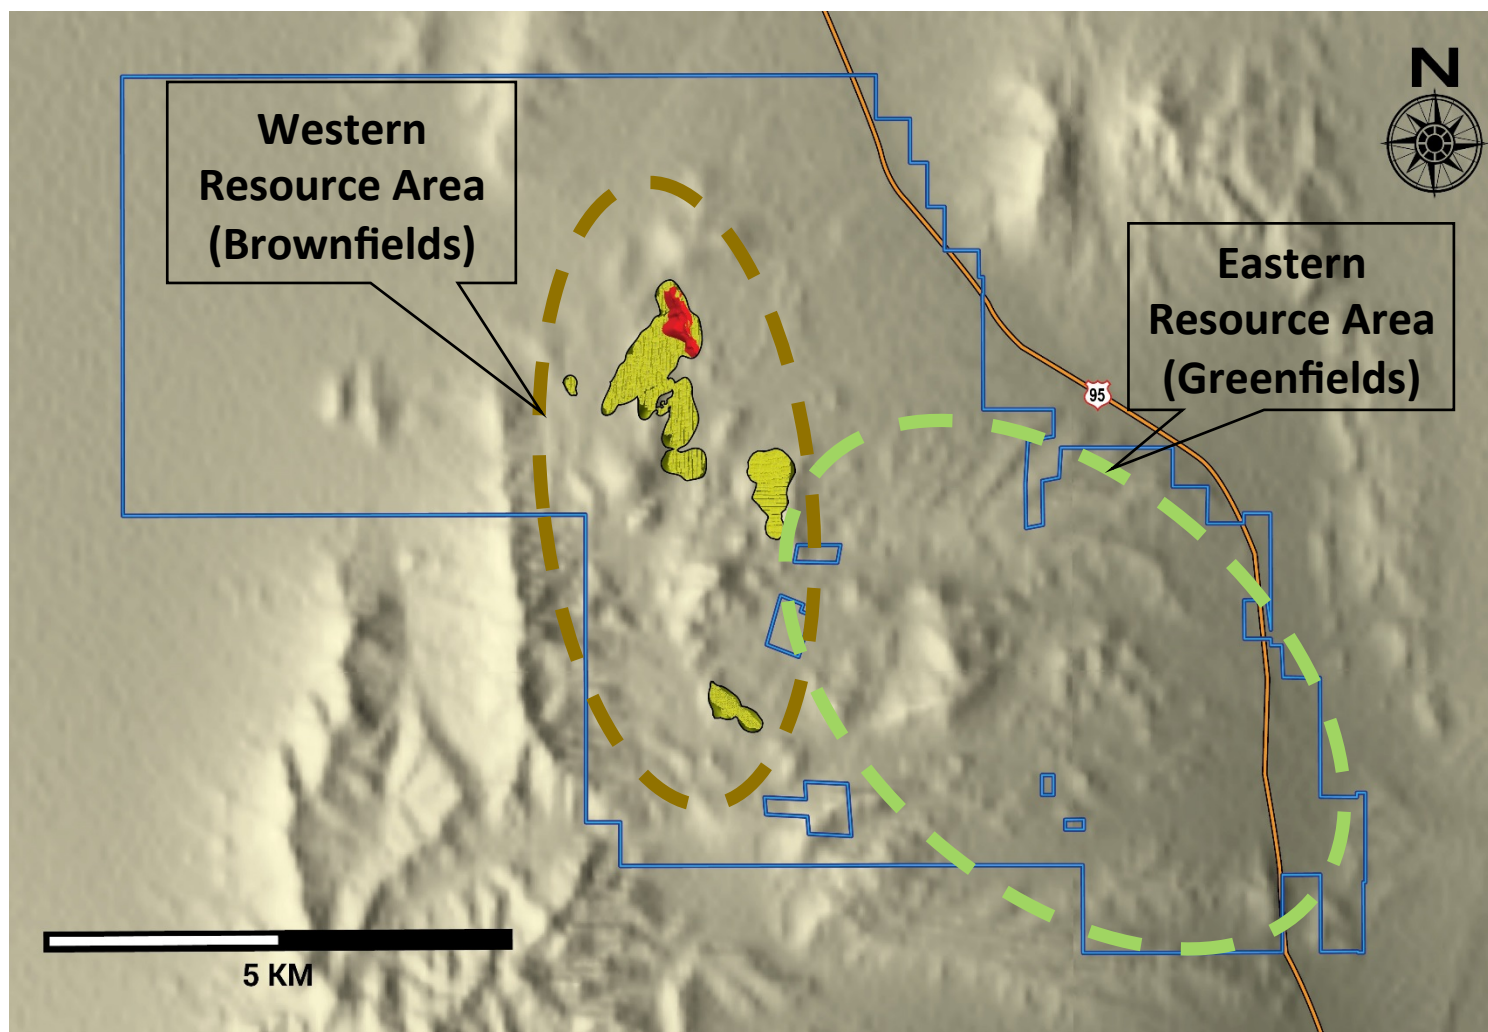 N
Western
Resource Area
(Brownfields)
Eastern
Resource Area
(Greenfields)
95
5 KM